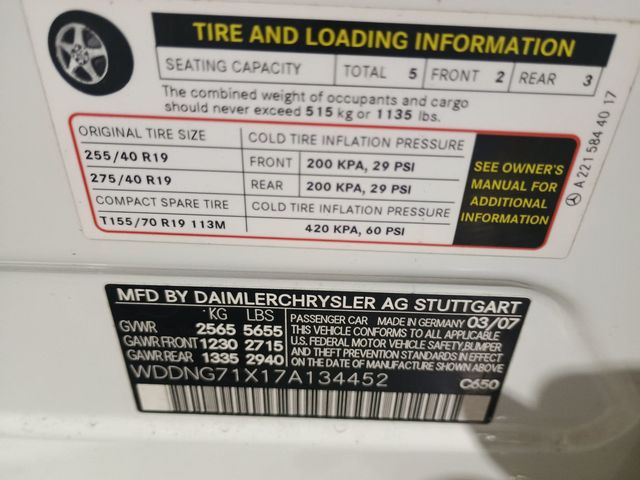 TIRE AND LOADING INFORMATION
SEATING CAPACITY TOTAL 5 FRONT 2 REAR 3
The combined weight of occupants and cargo
should never exceed 515 kg or 1135 lbs.
ORIGINAL TIRE SIZE COLD TIRE INFLATION PRESSURE
255/40 R19 FRONT 200 KPA, 29 PSI
275/40 R19 REAR 200 KPA, 29 PSI
COMPACT SPARE TIRE COLD TIRE INFLATION PRESSURE
T155/70 R19 113M 420 KPA, 60 PSI
SEE OWNER'S
MANUAL FOR
ADDITIONAL
INFORMATION
A 221 584 40 17
MFD BY DAIMLERCHRYSLER AG STUTTGART
KG LBS
GVWR 2565 5655
GAWR FRONT 1230 2715
GAWR REAR 1335 2940
PASSENGER CAR MADE IN GERMANY 03/07
THIS VEHICLE CONFORMS TO ALL APPLICABLE
U.S. FEDERAL MOTOR VEHICLE SAFETY, BUMPER
AND THEFT PREVENTION STANDARDS IN EFFECT
ON THE DATE OF MANUFACTURE SHOWN ABOVE
WDDNG71X17A134452 C650